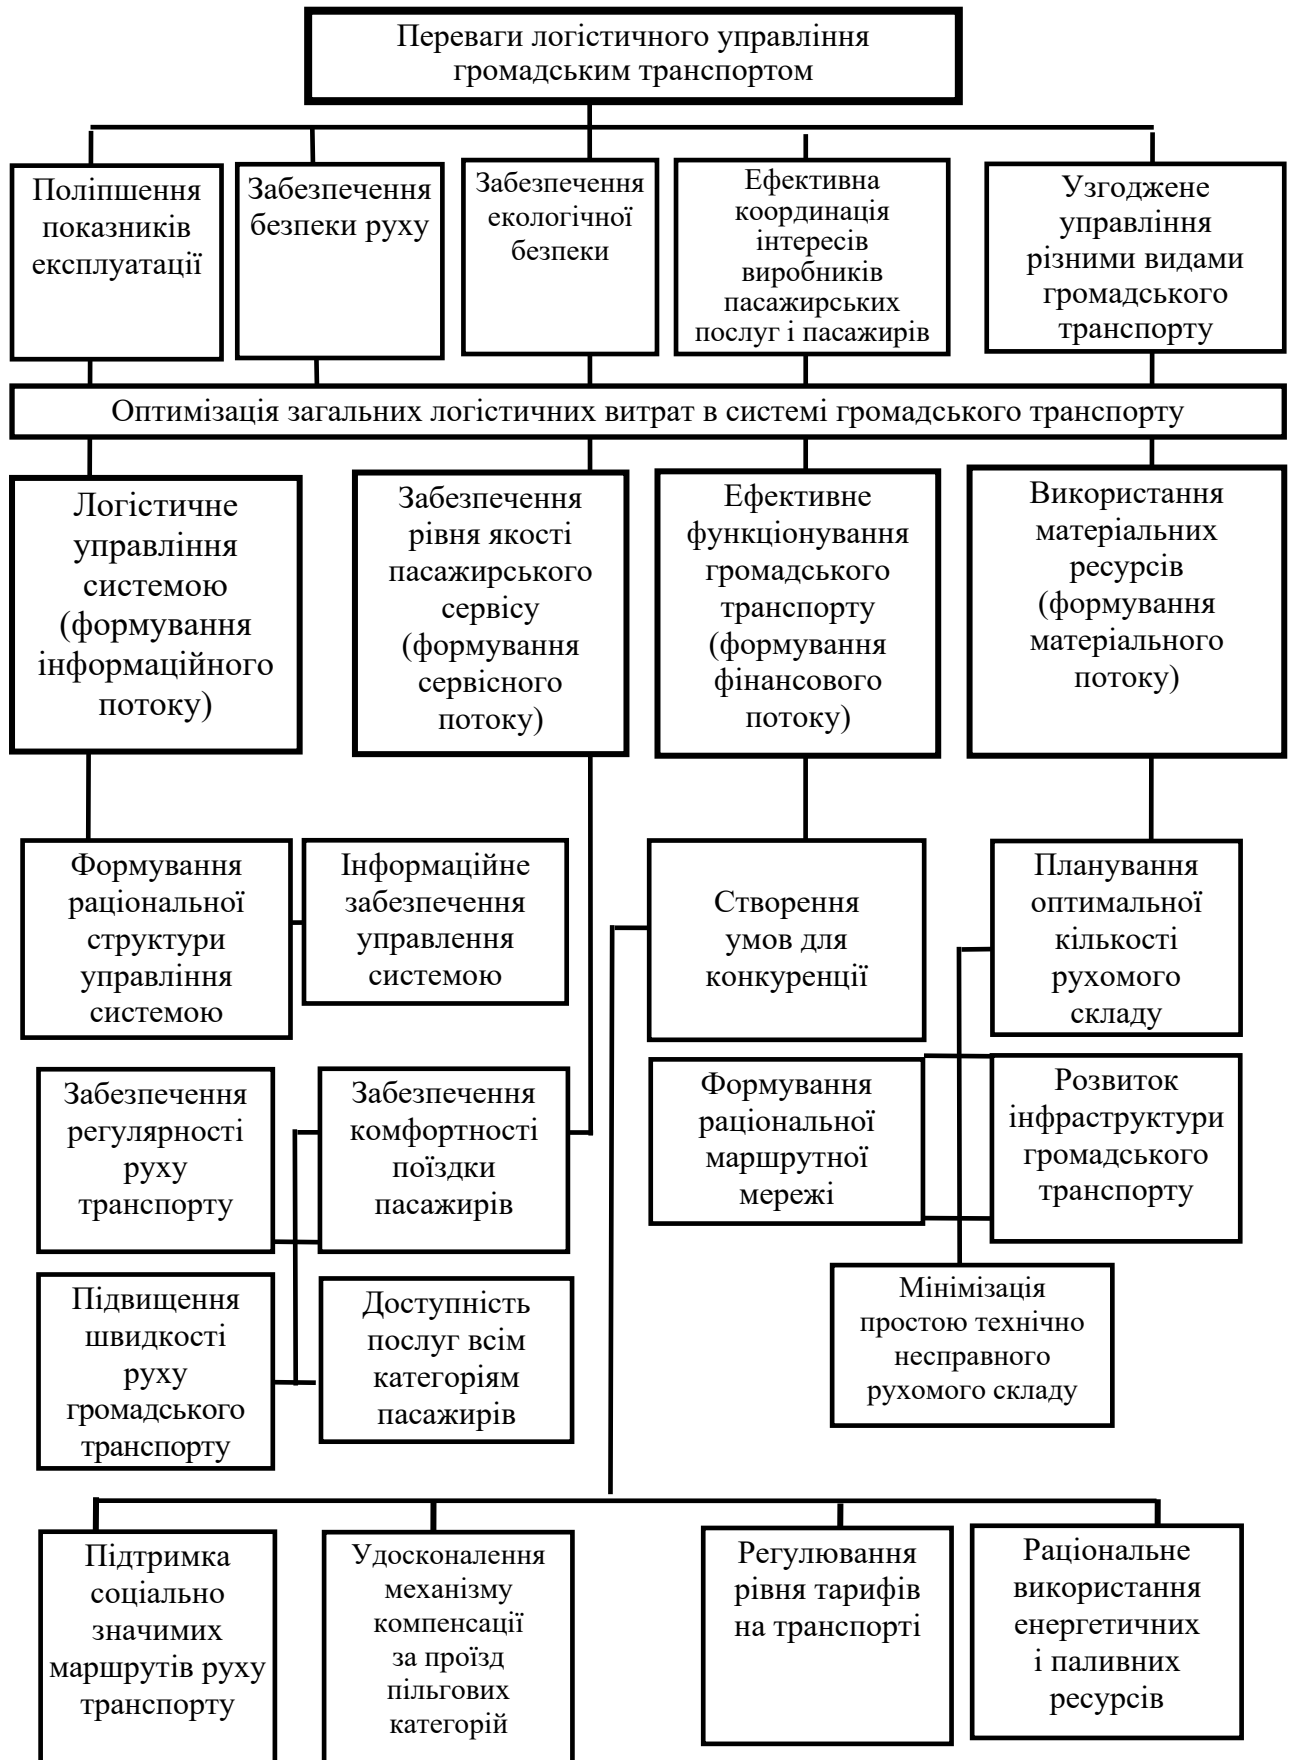 Переваги логістичного управління
громадським транспортом
Поліпшення
показників
експлуатації
Забезпечення
безпеки руху
Забезпечення
екологічної
безпеки
Ефективна
координація
інтересів
виробників
пасажирських
послуг і пасажирів
Узгоджене
управління
різними видами
громадського
транспорту
Оптимізація загальних логістичних витрат в системі громадського транспорту
Логістичне
управління
системою
(формування
інформаційного
потоку)
Забезпечення
рівня якості
пасажирського
сервісу
(формування
сервісного
потоку)
Ефективне
функціонування
громадського
транспорту
(формування
фінансового
потоку)
Використання
матеріальних
ресурсів
(формування
матеріального
потоку)
Формування
раціональної
структури
управління
системою
Інформаційне
забезпечення
управлення
системою
Створення
умов для
конкуренції
Планування
оптимальної
кількості
рухомого
складу
Забезпечення
регулярності
руху
транспорту
Забезпечення
комфортності
поїздки
пасажирів
Формування
раціональної
маршрутної
мережі
Розвиток
інфраструктури
громадського
транспорту
Підвищення
швидкості
руху
громадського
транспорту
Доступність
послуг всім
категоріям
пасажирів
Мінімізація
простою технічно
несправного
рухомого складу
Підтримка
соціально
значимих
маршрутів руху
транспорту
Удосконалення
механізму
компенсації
за проїзд
пільгових
категорій
Регулювання
рівня тарифів
на транспорті
Раціональне
використання
енергетичних
і паливних
ресурсів